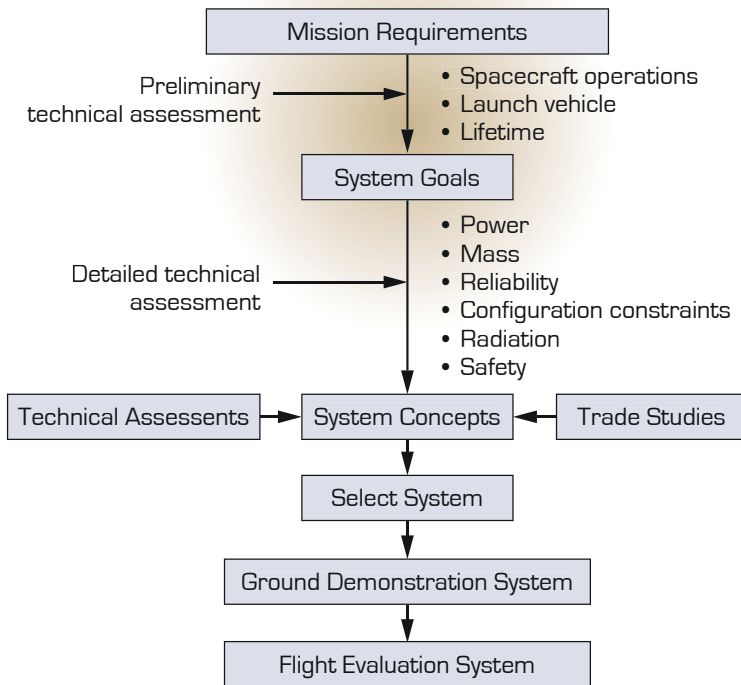 Mission Requirements
Preliminary
technical assessment
• Spacecraft operations
• Launch vehicle
• Lifetime
System Goals
Detailed technical
assessment
• Power
• Mass
• Reliability
• Configuration constraints
• Radiation
• Safety
Technical Assessents
System Concepts
Trade Studies
Select System
Ground Demonstration System
Flight Evaluation System